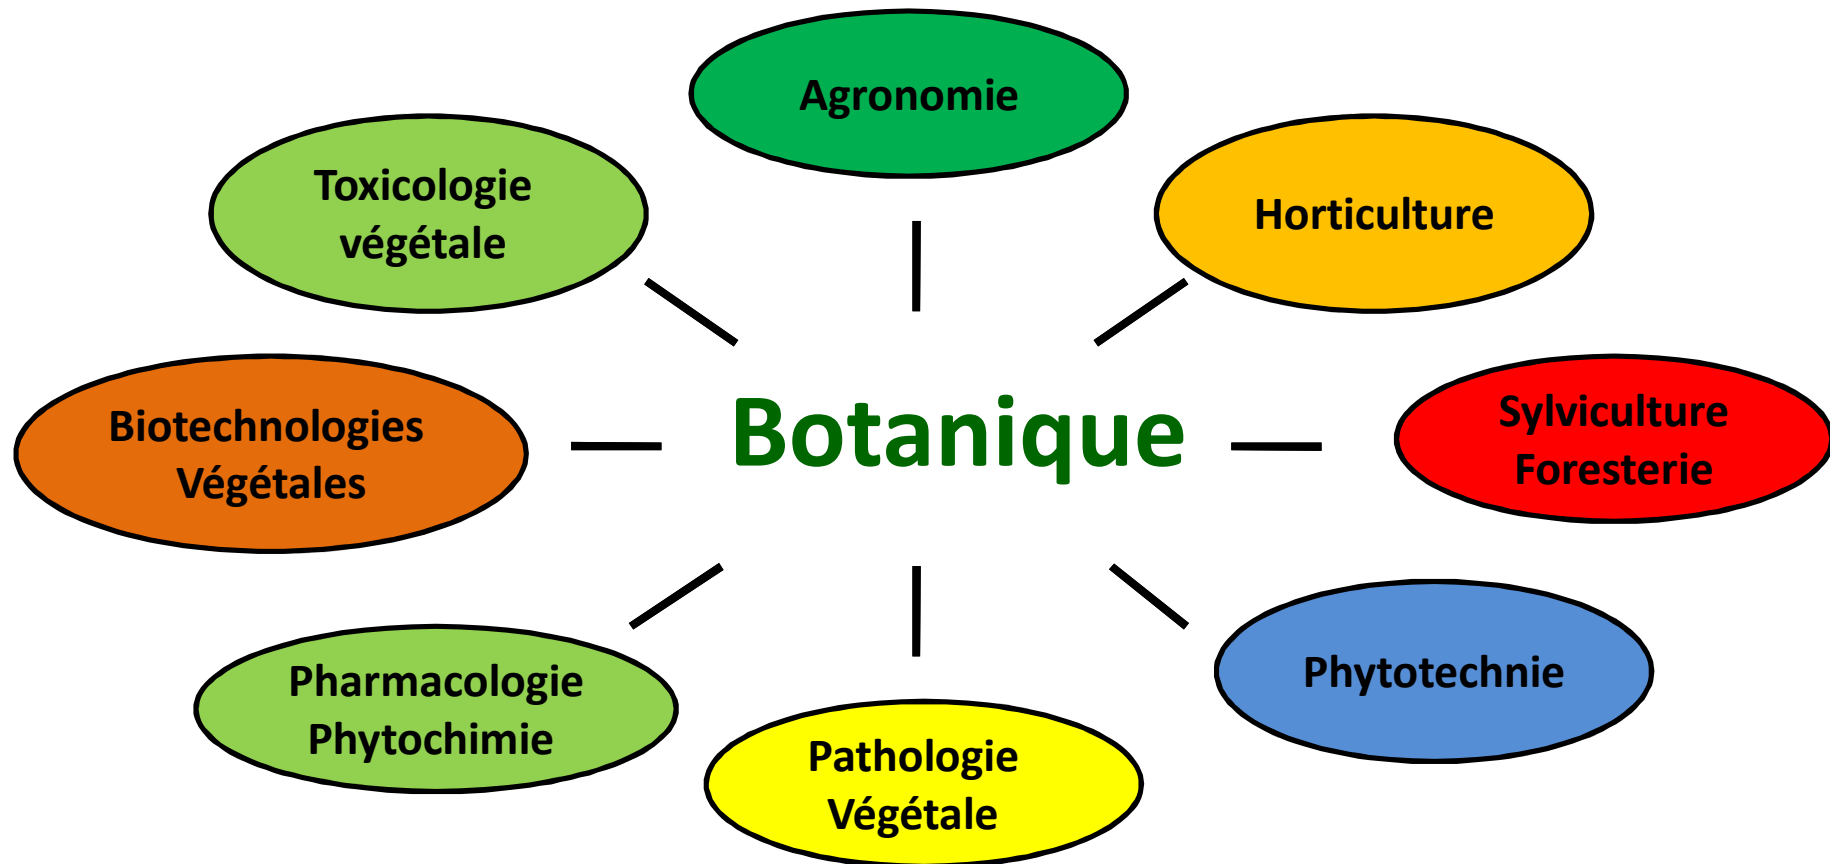 Agronomie
Toxicologie
végétale
Horticulture
Biotechnologies
Végétales
Botanique
Sylviculture
Foresterie
Pharmacologie
Phytochimie
Phytotechnie
Pathologie
Végétale